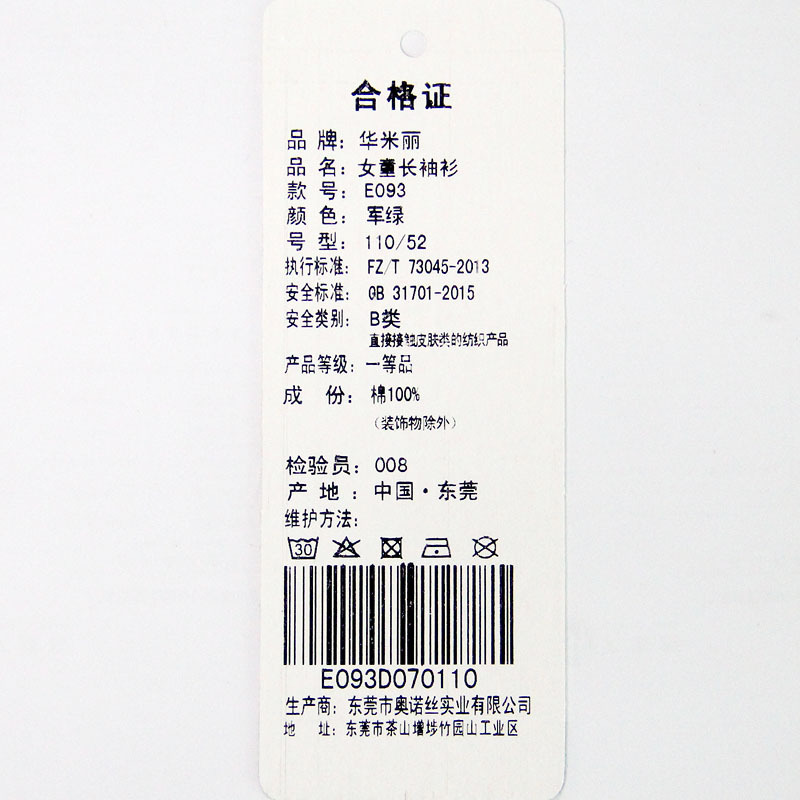 合格证
品 牌：华米丽
品 名：女童长袖衫
款 号：E093
颜 色：军绿
号 型：110/52
执行标准：FZ/T 73045-2013
安全标准：GB 31701-2015
安全类别：B类
直接接触皮肤类的纺织产品
产品等级：一等品
成 份：棉100%
（装饰物除外）
检验员：008
产 地：中国·东莞
维护方法：
30
E093D070110
生产商：东莞市奥诺丝实业有限公司
地 址：东莞市茶山增埗竹园山工业区